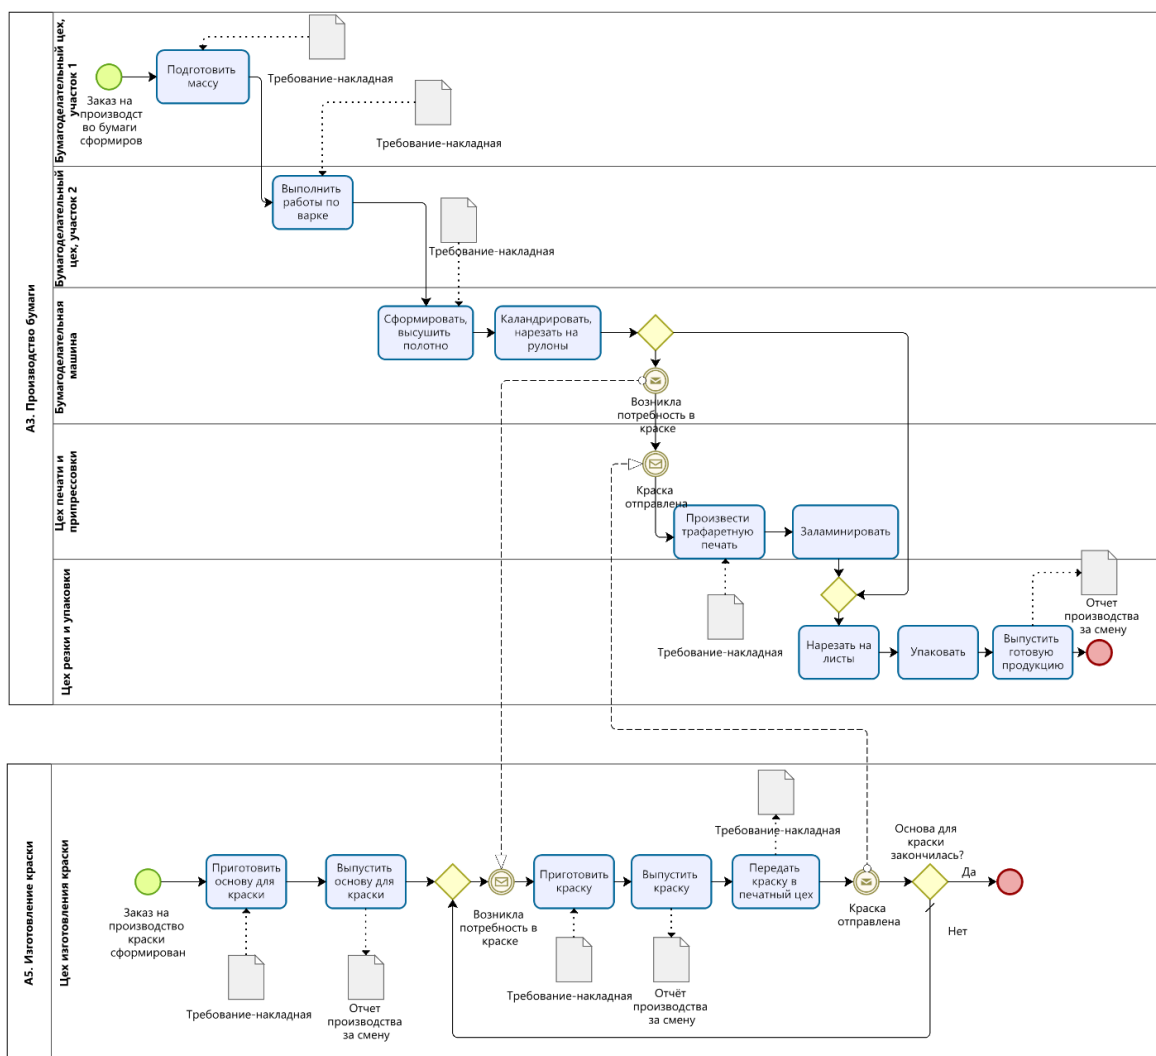 А3. Производство бумаги
Бумагоделательный цех,
участок 1
Заказ на
производст
во бумаги
сформиров
Подготовить
массу
Требование-накладная
Требование-накладная
Бумагоделательный
цех, участок 2
Выполнить
работы по
варке
Требование-накладная
Бумагоделательная
машина
Сформировать,
высушить
полотно
Каландрировать,
нарезать на
рулоны
Возникла
потребность в
краске
Цех печати и
припрессовки
Краска
отправлена
Произвести
трафаретную
печать
Заламинировать
Цех резки и упаковки
Требование-накладная
Нарезать на
листы
Упаковать
Выпустить
готовую
продукцию
Отчет
производства
за смену
А5. Изготовление краски
Цех изготовления краски
Заказ на
производство
краски
сформирован
Приготовить
основу для
краски
Требование-накладная
Выпустить
основу для
краски
Отчет
производства
за смену
Возникла
потребность в
краске
Приготовить
краску
Требование-накладная
Выпустить
краску
Отчёт
производства
за смену
Передать
краску в
печатный цех
Требование-накладная
Краска
отправлена
Основа для
краски
закончилась?
Да
Нет